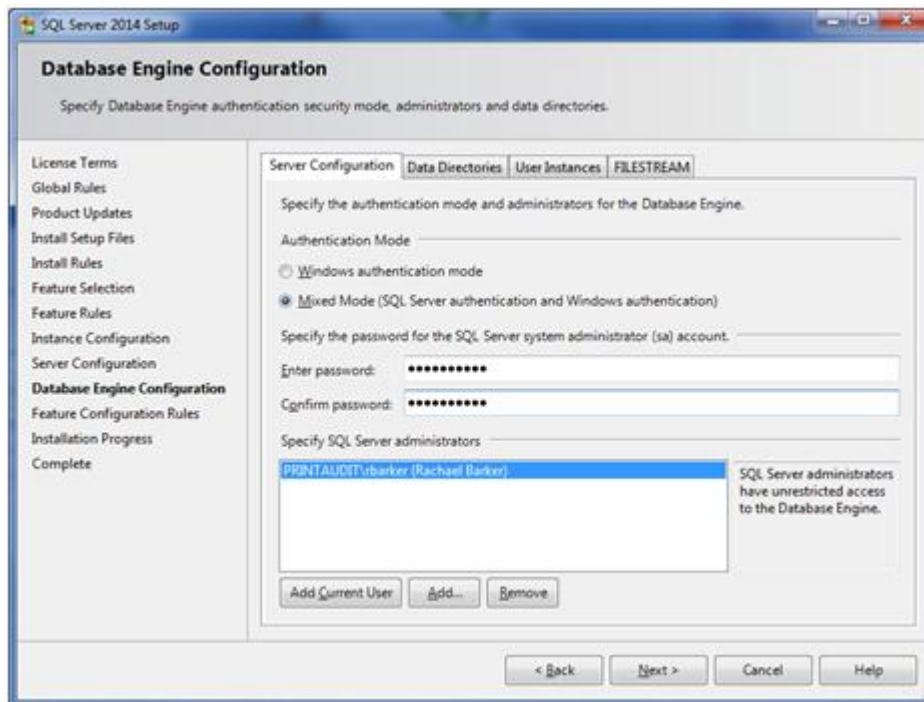 SQL Server 2014 Setup
Database Engine Configuration
Specify Database Engine authentication security mode, administrators and data directories.
License Terms
Global Rules
Product Updates
Install Setup Files
Install Rules
Feature Selection
Feature Rules
Instance Configuration
Server Configuration
Database Engine Configuration
Feature Configuration Rules
Installation Progress
Complete
Server Configuration Data Directories User Instances FILESTREAM
Specify the authentication mode and administrators for the Database Engine.
Authentication Mode
Windows authentication mode
Mixed Mode (SQL Server authentication and Windows authentication)
Specify the password for the SQL Server system administrator (sa) account.
Enter password: ●●●●●●●●●●
Confirm password: ●●●●●●●●●●
Specify SQL Server administrators
PRINTAUDIT\rbarker (Rachael Barker)
SQL Server administrators
have unrestricted access
to the Database Engine.
Add Current User Add... Remove
< Back Next > Cancel Help